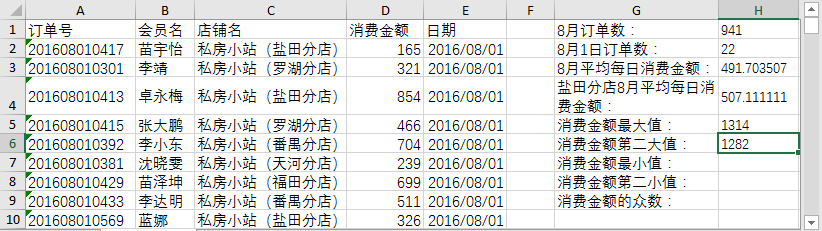 A B C D E F G H
1 订单号 会员名 店铺名 消费金额 日期 8月订单数： 941
2 201608010417 苗宇怡 私房小站（盐田分店） 165 2016/08/01 8月1日订单数： 22
3 201608010301 李靖 私房小站（罗湖分店） 321 2016/08/01 8月平均每日消费金额： 491.703507
4 201608010413 卓永梅 私房小站（盐田分店） 854 2016/08/01 盐田分店8月平均每日消
费金额： 507.111111
5 201608010415 张大鹏 私房小站（罗湖分店） 466 2016/08/01 消费金额最大值： 1314
6 201608010392 李小东 私房小站（番禺分店） 704 2016/08/01 消费金额第二大值： 1282
7 201608010381 沈晓雯 私房小站（天河分店） 239 2016/08/01 消费金额最小值：
8 201608010429 苗泽坤 私房小站（福田分店） 699 2016/08/01 消费金额第二小值：
9 201608010433 李达明 私房小站（番禺分店） 511 2016/08/01 消费金额的众数：
10 201608010569 蓝娜 私房小站（盐田分店） 326 2016/08/01